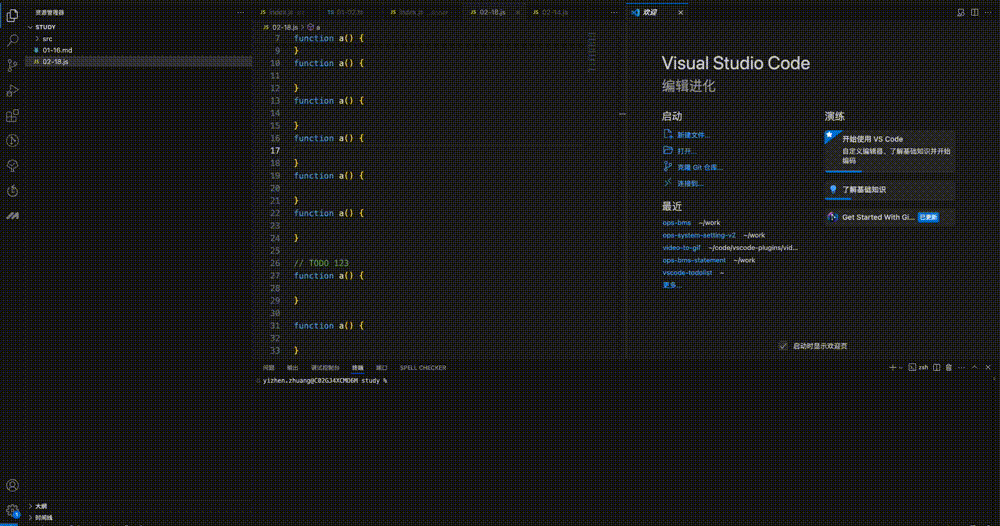 资源管理器
STUDY
src
01-16.md
JS 02-18.js
大纲
时间线
JS index.js
TS 01-02.ts
JS index.js
JS 02-18.js
JS 02-14.js
JS 02-18.js > a
7 function a() {
9 }
10 function a() {
11
12 }
13 function a() {
14
15 }
16 function a() {
17
18 }
19 function a() {
20
21 }
22 function a() {
23
24 }
25
26 // TODO 123
27 function a() {
28
29 }
30
31 function a() {
32
33 }
欢迎
Visual Studio Code
编辑进化
启动
新建文件...
打开...
克隆 Git 仓库...
连接到...
最近
ops-bms ~/work
ops-system-setting-v2 ~/work
video-to-gif ~/code/vscode-plugins/vid...
ops-bms-statement ~/work
vscode-todolist ~
更多...
演练
开始使用 VS Code
自定义编辑器、了解基础知识并开始
编码
了解基础知识
Get Started With Gi... 已更新
启动时显示欢迎页
问题 输出 调试控制台 终端 端口 SPELL CHECKER
zsh
yizhen.zhuang@C02GJ4XCMD6M study %